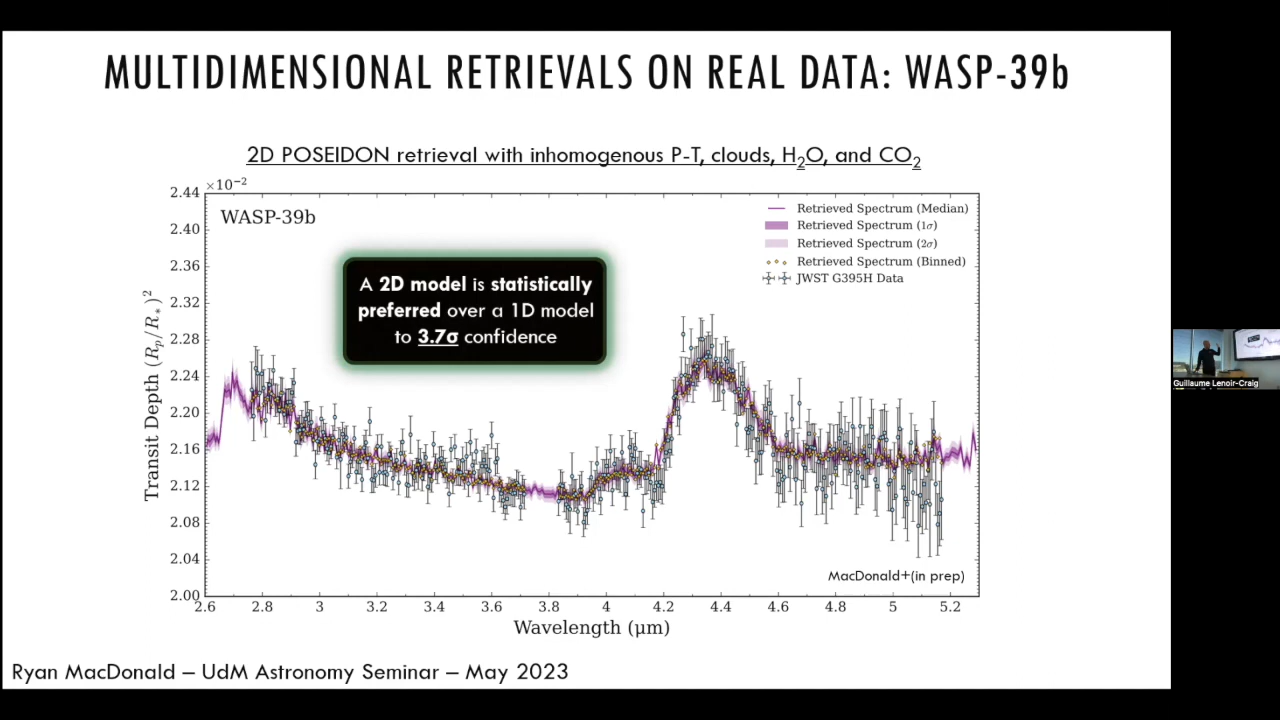 MULTIDIMENSIONAL RETRIEVALS ON REAL DATA: WASP-39b
2D POSEIDON retrieval with inhomogenous P-T, clouds, H₂O, and CO₂
×10⁻²
WASP-39b
Retrieved Spectrum (Median)
Retrieved Spectrum (1σ)
Retrieved Spectrum (2σ)
Retrieved Spectrum (Binned)
JWST G395H Data
A 2D model is statistically
preferred over a 1D model
to 3.7σ confidence
Transit Depth (Rₚ/R⁎)²
2.44
2.40
2.36
2.32
2.28
2.24
2.20
2.16
2.12
2.08
2.04
2.00
MacDonald+(in prep)
2.6 2.8 3 3.2 3.4 3.6 3.8 4 4.2 4.4 4.6 4.8 5 5.2
Wavelength (μm)
Ryan MacDonald – UdM Astronomy Seminar – May 2023
Guillaume Lenoir-Craig